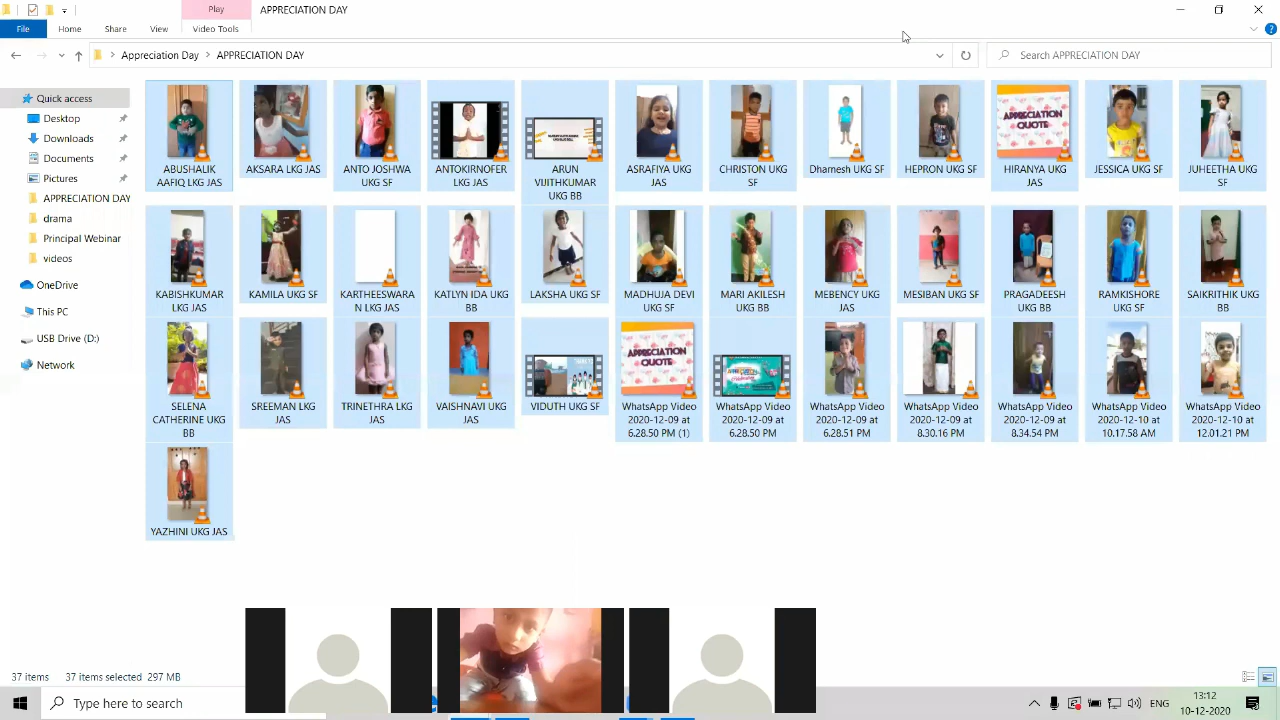 Play
APPRECIATION DAY
File
Home
Share
View
Video Tools
Appreciation Day
APPRECIATION DAY
Search APPRECIATION DAY
Quick access
Desktop
Downloads
Documents
Pictures
APPRECIATION DAY
drama
Principal Webinar
videos
OneDrive
This PC
USB Drive (D:)
Network
APPRECIATION
QUOTE
ABUSHALIK
AAFIQ LKG JAS
AKSARA LKG JAS
ANTO JOSHWA
UKG SF
ANTOKIRNOFER
LKG JAS
ARUN
VIJITHKUMAR
UKG BB
ASRAFIYA UKG
JAS
CHRISTON UKG
SF
Dharnesh UKG SF
HEPRON UKG SF
HIRANYA UKG
JAS
JESSICA UKG SF
JUHEETHA UKG
SF
KABISHKUMAR
LKG JAS
KAMILA UKG SF
KARTHEESWARA
N LKG JAS
KATLYN IDA UKG
BB
LAKSHA UKG SF
MADHUJA DEVI
UKG SF
MARI AKILESH
UKG BB
MEBENCY UKG
JAS
MESIBAN UKG SF
PRAGADEESH
UKG BB
RAMKISHORE
UKG SF
SAIKRITHIK UKG
BB
APPRECIATION
QUOTE
SELENA
CATHERINE UKG
BB
SREEMAN LKG
JAS
TRINETHRA LKG
JAS
VAISHNAVI UKG
JAS
VIDUTH UKG SF
WhatsApp Video
2020-12-09 at
6.28.50 PM (1)
WhatsApp Video
2020-12-09 at
6.28.50 PM
WhatsApp Video
2020-12-09 at
6.28.51 PM
WhatsApp Video
2020-12-09 at
8.30.16 PM
WhatsApp Video
2020-12-09 at
8.34.54 PM
WhatsApp Video
2020-12-10 at
10.17.58 AM
WhatsApp Video
2020-12-10 at
12.01.21 PM
YAZHINI UKG JAS
37 items
37 items selected 297 MB
Type here to search
ENG
13:12
10-12-2020